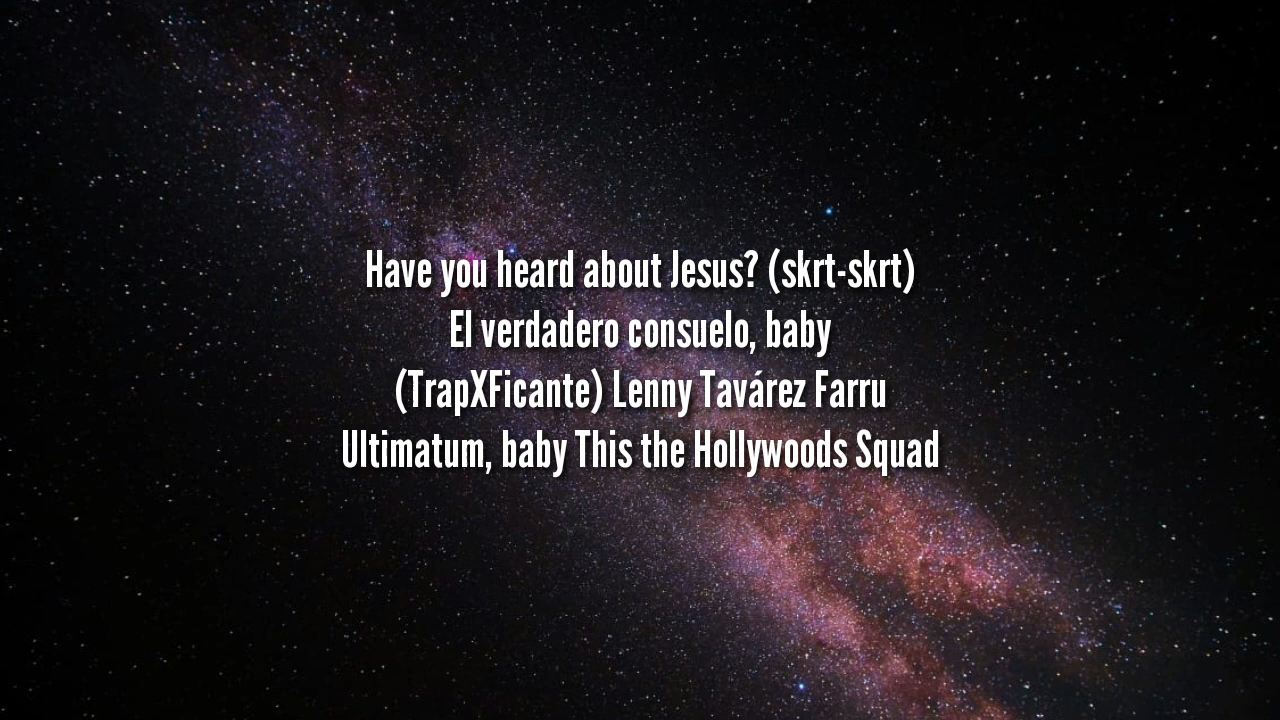 Have you heard about Jesus? (skrt-skrt)
El verdadero consuelo, baby
(TrapXFicante) Lenny Tavárez Farru
Ultimatum, baby This the Hollywoods Squad